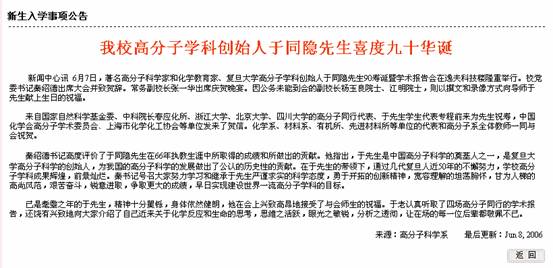 新生入学事项公告
我校高分子学科创始人于同隐先生喜度九十华诞
新闻中心讯 6月7日，著名高分子科学家和化学教育家、复旦大学高分子学科创始人于同隐先生90寿诞暨学术报告会在逸夫科技楼隆重举行。校党
委书记秦绍德出席大会并致贺辞。常务副校长张一华出席庆贺晚宴。因公务未能到会的副校长杨玉良院士、江明院士，则以撰文和录像方式向导师于
先生献上生日的祝福。
来自国家自然科学基金委、中科院长春应化所、浙江大学、北京大学、四川大学的高分子同行代表、于先生学生代表专程前来为先生祝寿，中国
化学会高分子学术委员会、上海市化学化工协会等单位发来了贺信。化学系、材料系、有机所、先进材料所等单位的代表和高分子系全体教师一同与
会祝贺。
秦绍德书记高度评价了于同隐先生在66年执教生涯中所取得的成绩和所献出的贡献。他指出，于先生是中国高分子科学的奠基人之一，是复旦大
学高分子科学的创始人，为我国高分子科学的发展做出了公认的历史性的贡献。在于先生的带领下，通过几代复旦人近50年的不懈努力，学校高分
子学科成果辉煌，前景灿烂。秦书记号召大家努力学习和继承于先生严谨求实的科学态度，勇于开拓的创新精神，宽容理解的坦荡胸怀，甘为人梯的
高尚风范，艰苦奋斗，锐意进取，争取更大的成绩，早日实现建设世界一流高分子学科的目标。
已是耄耋之年的于先生，精神十分矍铄，身体依然健朗，他在会上兴致高昂地接受了与会师生的祝福。于老认真听取了四场高分子同行的学术报
告，还饶有兴致地向大家介绍了自己近来关于化学反应和生命的思考，思维之活跃，眼光之敏锐，分析之透彻，让在场的每一位后辈都敬佩不已。
来源：高分子科学系 最后更新：Jun 8, 2006
返 回